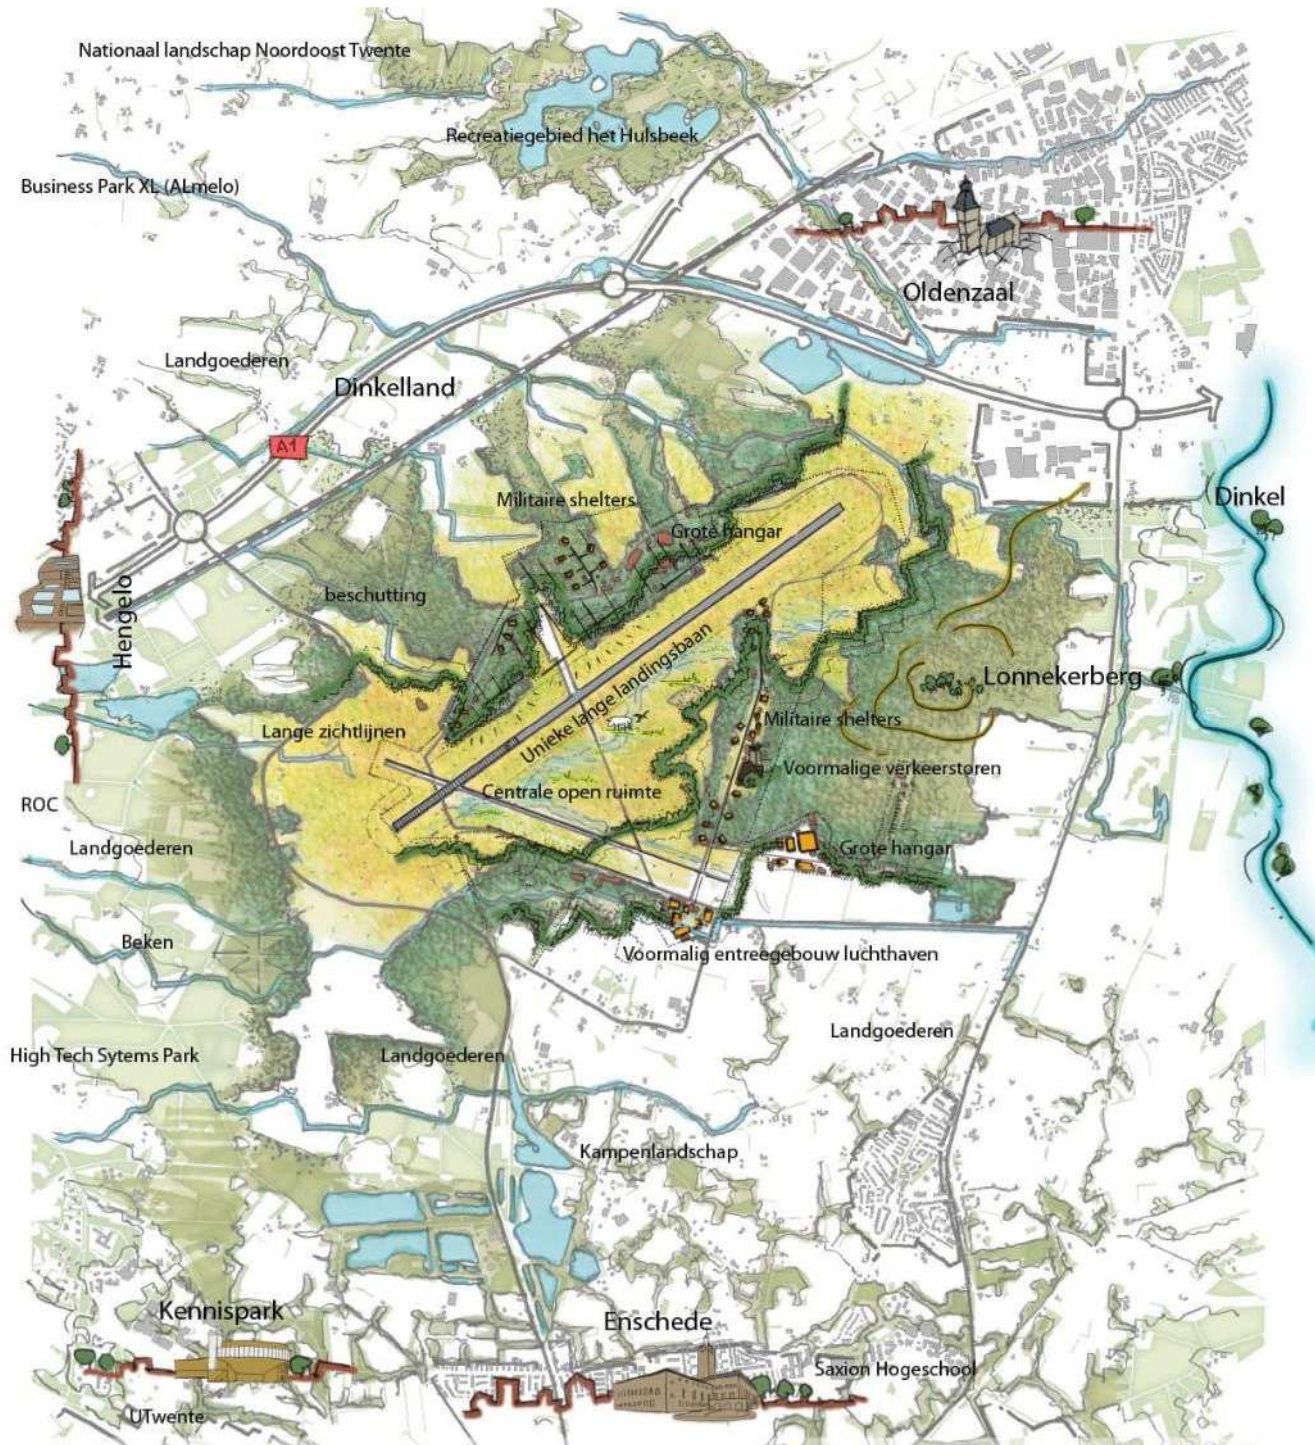 Nationaal landschap Noordoost Twente
Recreatiegebied het Hulsbeek
Business Park XL (ALmelo)
Oldenzaal
Landgoederen
Dinkelland
A1
Militaire shelters
Dinkel
Grote hangar
beschutting
Hengelo
Unieke lange landingsbaan
Lonnekerberg
Lange zichtlijnen
Militaire shelters
Voormalige verkeerstoren
Centrale open ruimte
ROC
Landgoederen
Grote hangar
Beken
Voormalig entreegebouw luchthaven
Landgoederen
High Tech Sytems Park
Landgoederen
Kampenlandschap
Kennispark
Enschede
Saxion Hogeschool
UTwente